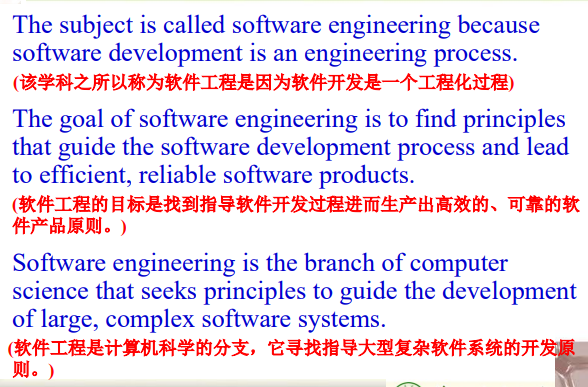 The subject is called software engineering because
software development is an engineering process.
(该学科之所以称为软件工程是因为软件开发是一个工程化过程)
The goal of software engineering is to find principles
that guide the software development process and lead
to efficient, reliable software products.
(软件工程的目标是找到指导软件开发过程进而生产出高效的、可靠的软
件产品原则。)
Software engineering is the branch of computer
science that seeks principles to guide the development
of large, complex software systems.
(软件工程是计算机科学的分支，它寻找指导大型复杂软件系统的开发原
则。)